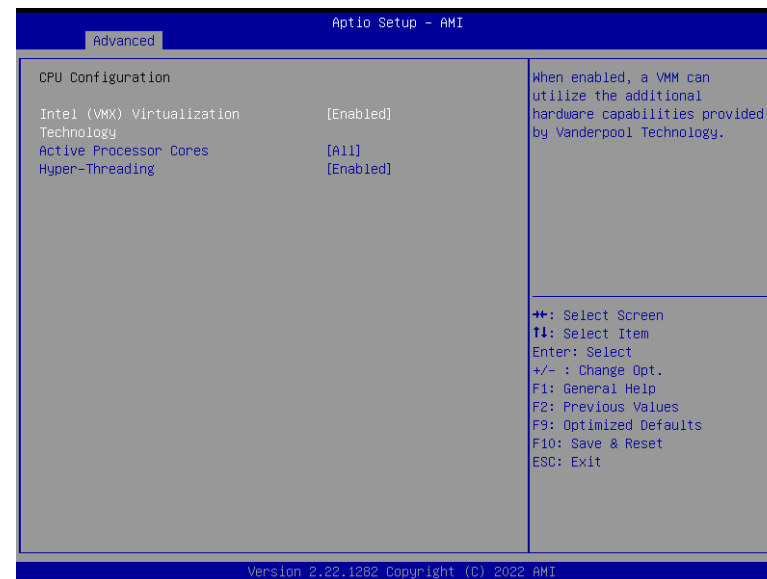 Aptio Setup - AMI
Advanced
CPU Configuration
Intel (VMX) Virtualization [Enabled]
Technology
Active Processor Cores [All]
Hyper-Threading [Enabled]
When enabled, a VMM can
utilize the additional
hardware capabilities provided
by Vanderpool Technology.
→←: Select Screen
↑↓: Select Item
Enter: Select
+/- : Change Opt.
F1: General Help
F2: Previous Values
F9: Optimized Defaults
F10: Save & Reset
ESC: Exit
Version 2.22.1282 Copyright (C) 2022 AMI